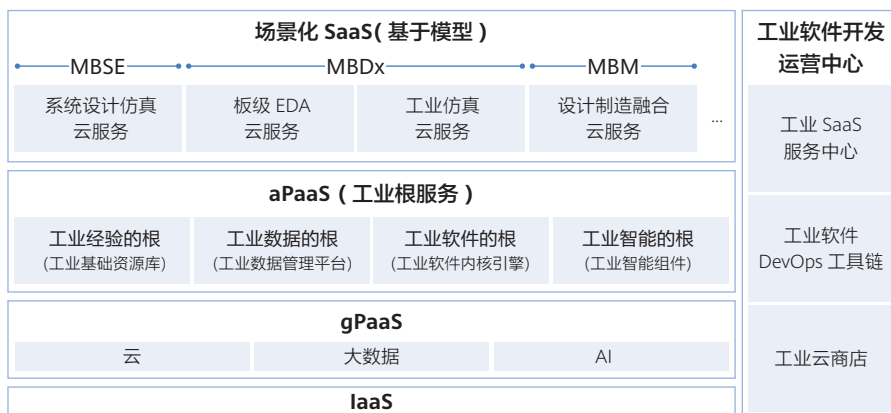 场景化 SaaS( 基于模型 )
MBSE
MBDx
MBM
系统设计仿真
云服务
板级 EDA
云服务
工业仿真
云服务
设计制造融合
云服务
...
aPaaS ( 工业根服务 )
工业经验的根
(工业基础资源库)
工业数据的根
(工业数据管理平台)
工业软件的根
(工业软件内核引擎)
工业智能的根
(工业智能组件)
gPaaS
云
大数据
AI
IaaS
工业软件开发
运营中心
工业 SaaS
服务中心
工业软件
DevOps 工具链
工业云商店